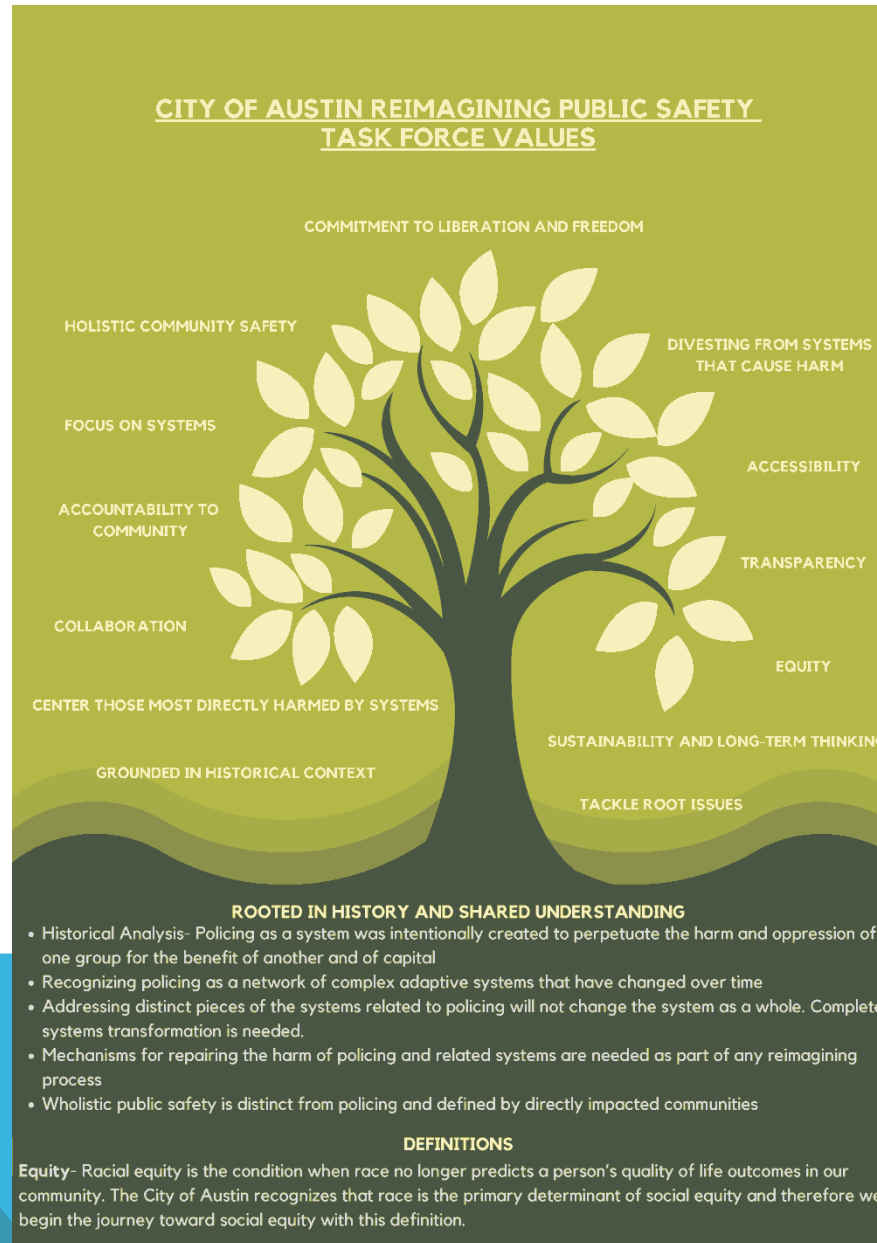 CITY OF AUSTIN REIMAGINING PUBLIC SAFETY
TASK FORCE VALUES
COMMITMENT TO LIBERATION AND FREEDOM
HOLISTIC COMMUNITY SAFETY
DIVESTING FROM SYSTEMS
THAT CAUSE HARM
FOCUS ON SYSTEMS
ACCESSIBILITY
ACCOUNTABILITY TO
COMMUNITY
TRANSPARENCY
COLLABORATION
EQUITY
CENTER THOSE MOST DIRECTLY HARMED BY SYSTEMS
SUSTAINABILITY AND LONG-TERM THINKING
GROUNDED IN HISTORICAL CONTEXT
TACKLE ROOT ISSUES
ROOTED IN HISTORY AND SHARED UNDERSTANDING
• Historical Analysis- Policing as a system was intentionally created to perpetuate the harm and oppression of
one group for the benefit of another and of capital
• Recognizing policing as a network of complex adaptive systems that have changed over time
• Addressing distinct pieces of the systems related to policing will not change the system as a whole. Complete
systems transformation is needed.
• Mechanisms for repairing the harm of policing and related systems are needed as part of any reimagining
process
• Wholistic public safety is distinct from policing and defined by directly impacted communities
DEFINITIONS
Equity- Racial equity is the condition when race no longer predicts a person's quality of life outcomes in our
community. The City of Austin recognizes that race is the primary determinant of social equity and therefore we
begin the journey toward social equity with this definition.